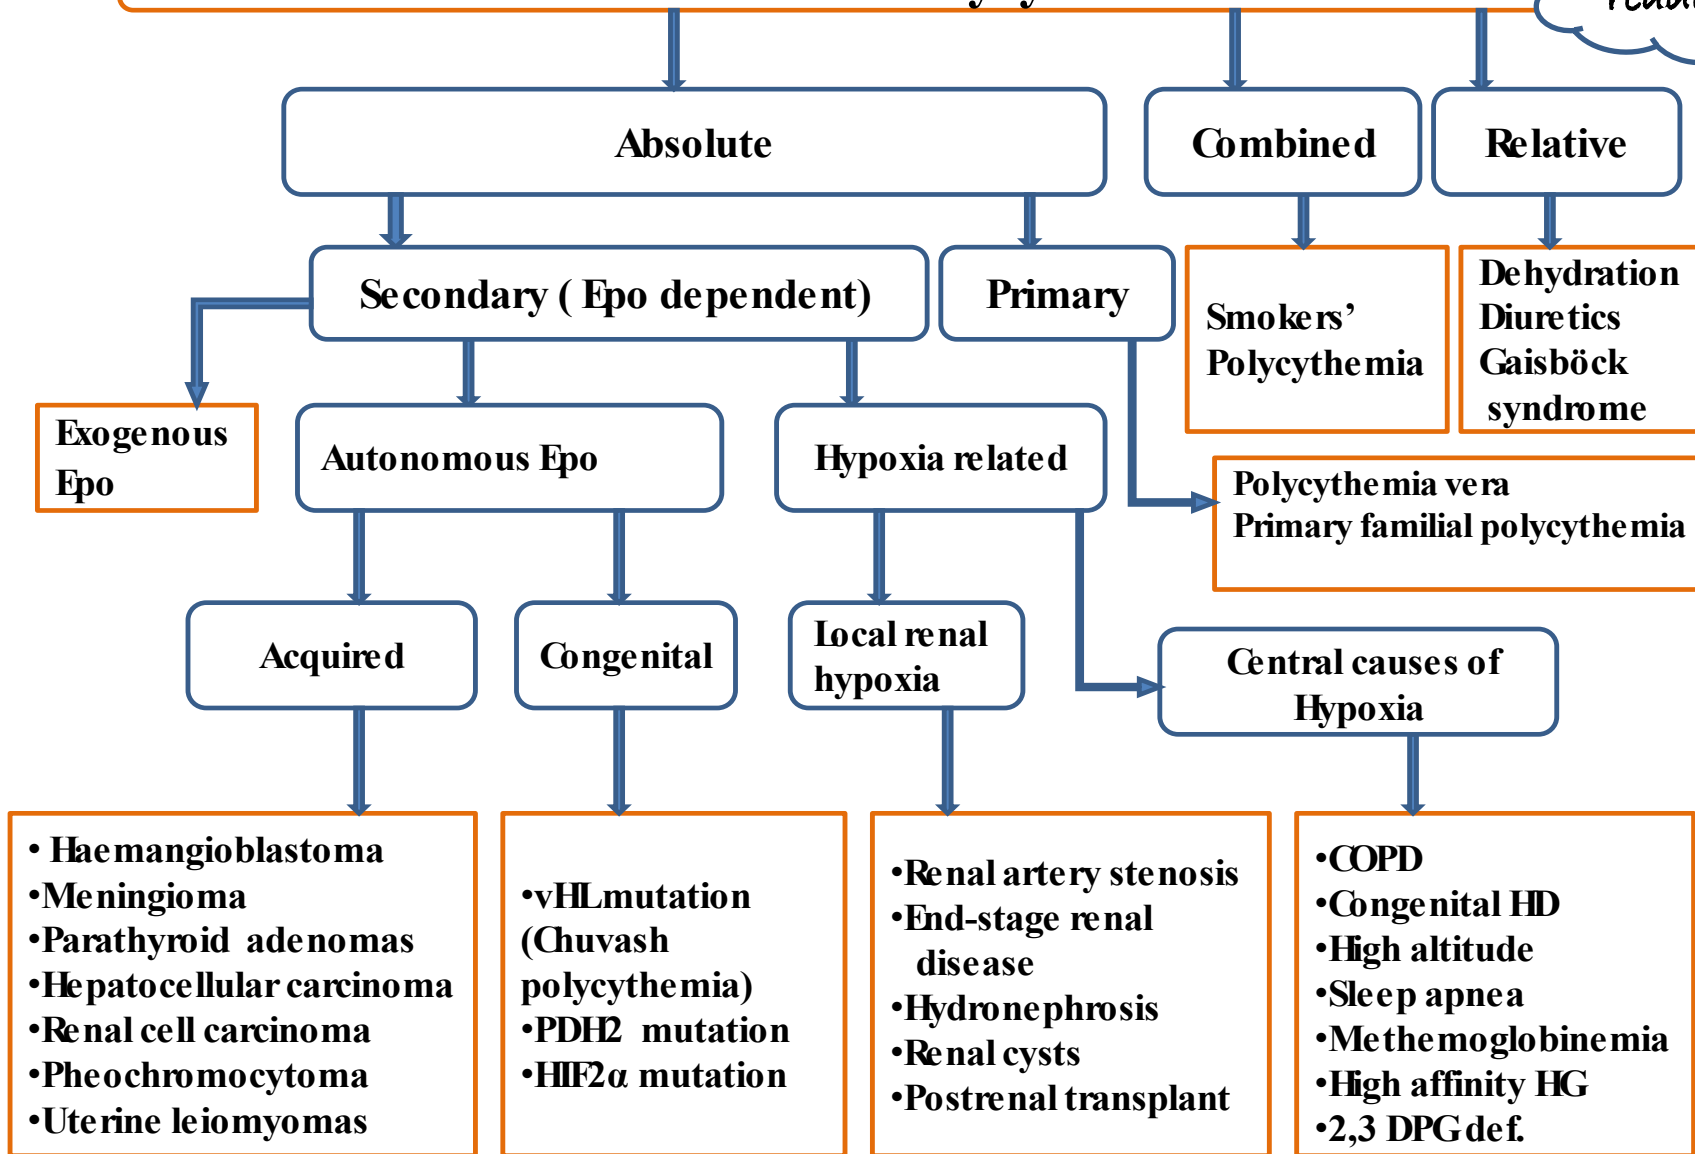 Absolute
Combined
Relative
Secondary ( Epo dependent)
Primary
Smokers’
Polycythemia
Dehydration
Diuretics
Gaisböck
syndrome
Exogenous
Epo
Autonomous Epo
Hypoxia related
Polycythemia vera
Primary familial polycythemia
Acquired
Congenital
Local renal
hypoxia
Central causes of
Hypoxia
• Haemangioblastoma
•Meningioma
•Parathyroid adenomas
•Hepatocellular carcinoma
•Renal cell carcinoma
•Pheochromocytoma
•Uterine leiomyomas
•vHL mutation
(Chuvash
polycythemia)
•PDH2 mutation
•HIF2α mutation
•Renal artery stenosis
•End-stage renal
disease
•Hydronephrosis
•Renal cysts
•Postrenal transplant
•COPD
•Congenital HD
•High altitude
•Sleep apnea
•Methemoglobinemia
•High affinity HG
•2,3 DPG def.